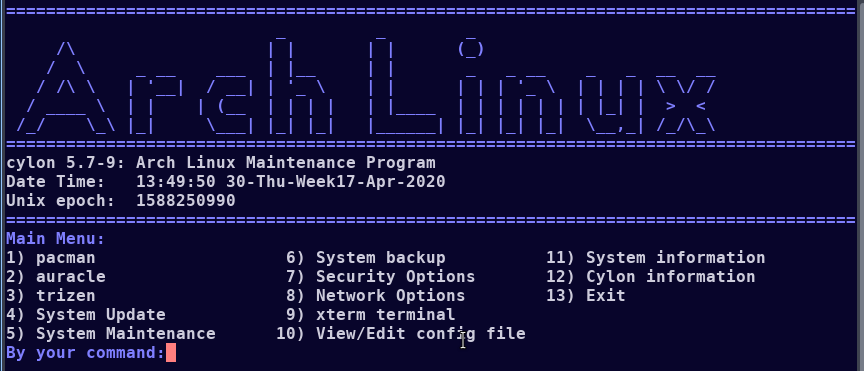 Arch Linux
cylon 5.7-9: Arch Linux Maintenance Program
Date Time: 13:49:50 30-Thu-Week17-Apr-2020
Unix epoch: 1588250990
Main Menu:
1) pacman 6) System backup 11) System information
2) auracle 7) Security Options 12) Cylon information
3) trizen 8) Network Options 13) Exit
4) System Update 9) xterm terminal
5) System Maintenance 10) View/Edit config file
By your command: